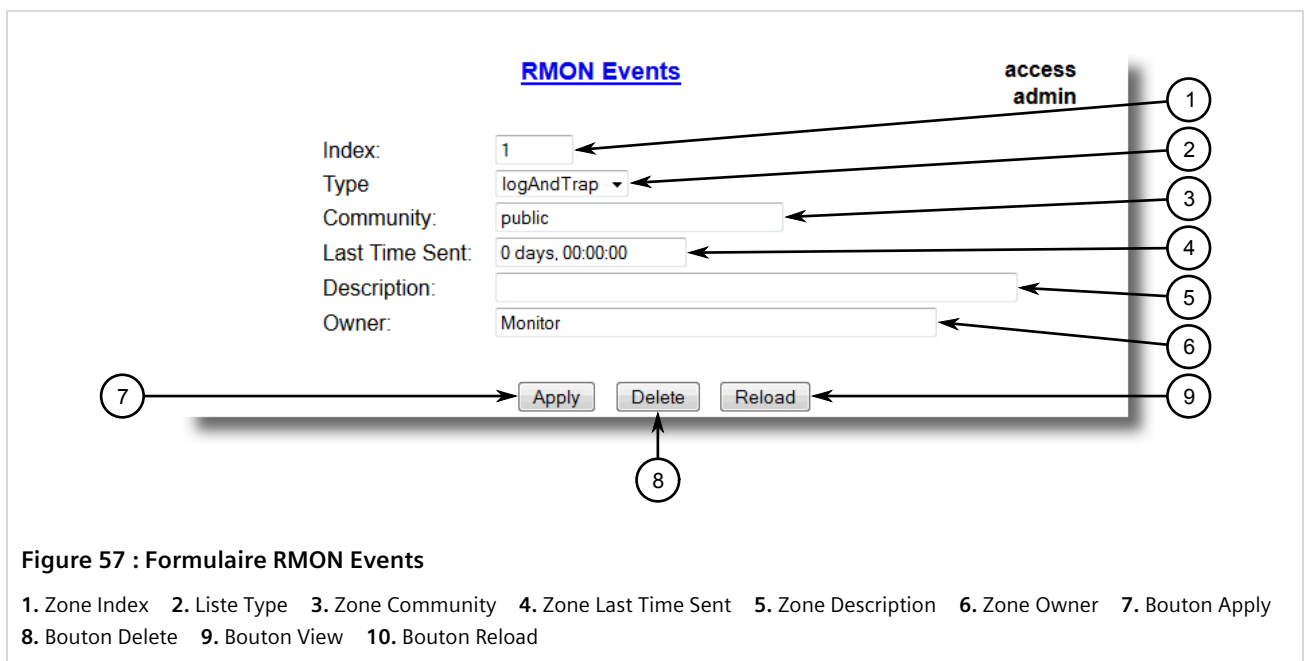 RMON Events
access
admin
1
Index: 1
2
Type logAndTrap
3
Community: public
4
Last Time Sent: 0 days, 00:00:00
Description:
5
Owner: Monitor
6
7
Apply Delete Reload
9
8
Figure 57 : Formulaire RMON Events
1. Zone Index 2. Liste Type 3. Zone Community 4. Zone Last Time Sent 5. Zone Description 6. Zone Owner 7. Bouton Apply
8. Bouton Delete 9. Bouton View 10. Bouton Reload